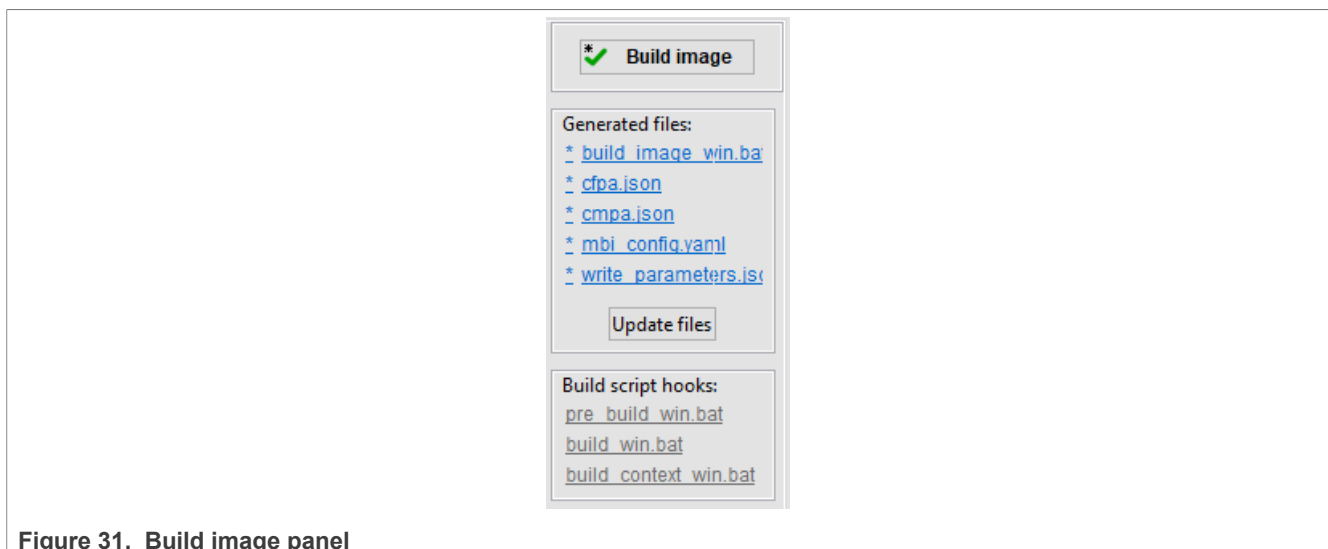 * Build image
Generated files:
* build_image_win.ba
* cfpa.json
* cmpa.json
* mbi_config.yaml
* write_parameters.js
Update files
Build script hooks:
pre_build_win.bat
build_win.bat
build_context_win.bat
Figure 31. Build image panel